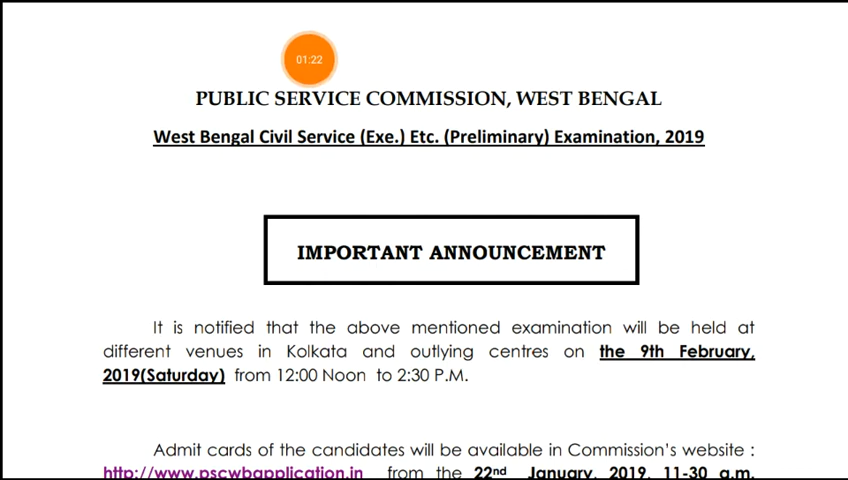 01:22
PUBLIC SERVICE COMMISSION, WEST BENGAL
West Bengal Civil Service (Exe.) Etc. (Preliminary) Examination, 2019
IMPORTANT ANNOUNCEMENT
It is notified that the above mentioned examination will be held at
different venues in Kolkata and outlying centres on the 9th February,
2019(Saturday) from 12:00 Noon to 2:30 P.M.
Admit cards of the candidates will be available in Commission's website :
http://www.pscwbapplication.in from the 22nd January, 2019, 11-30 a.m.